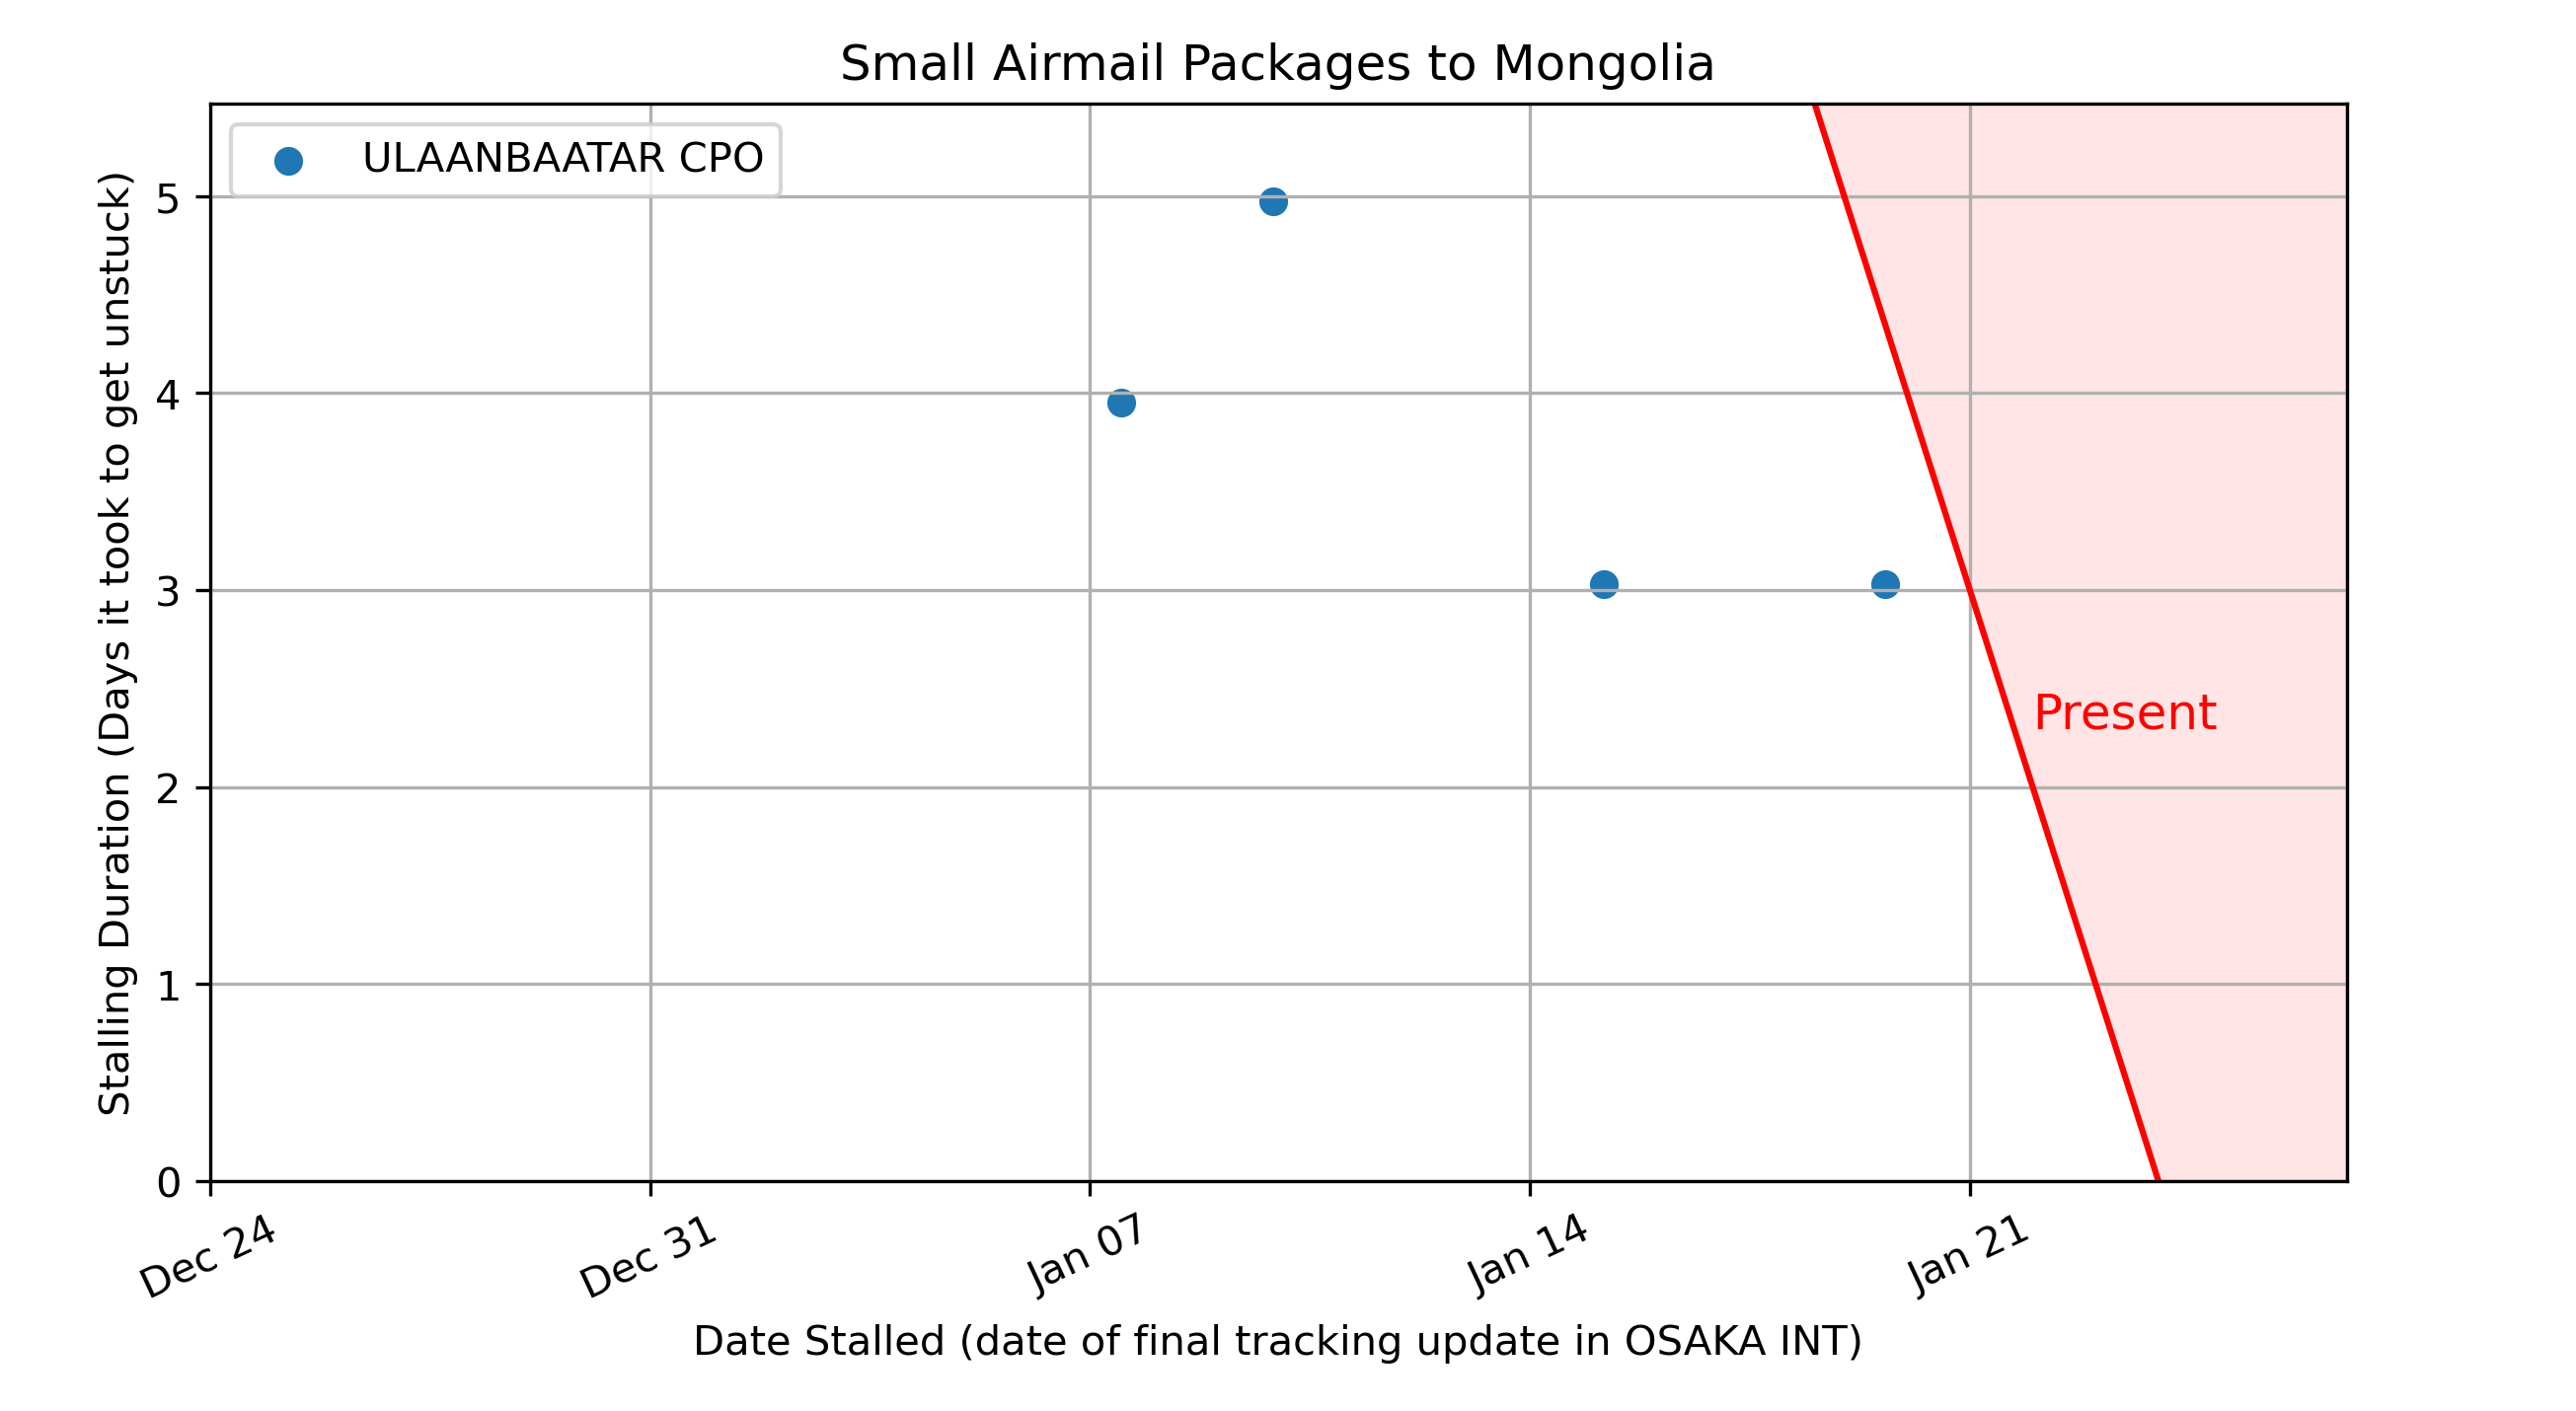 Small Airmail Packages to Mongolia
ULAANBAATAR CPO
Stalling Duration (Days it took to get unstuck)
5
4
3
2
1
0
Present
Dec 24
Dec 31
Jan 07
Jan 14
Jan 21
Date Stalled (date of final tracking update in OSAKA INT)